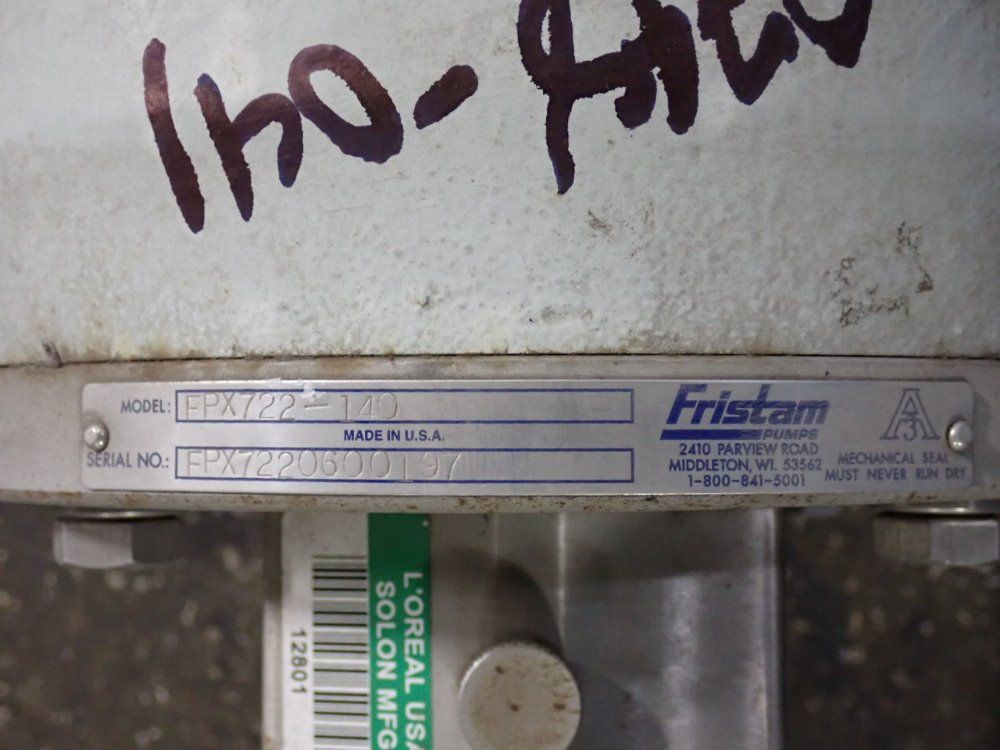 MODEL: FPX722-140
MADE IN U.S.A.
SERIAL NO.: FPX7220600197
Fristam
PUMPS
2410 PARVIEW ROAD
MIDDLETON, WI. 53562
1-800-841-5001
A
3
MECHANICAL SEAL
MUST NEVER RUN DRY
L'OREAL USA
SOLON MFG
12801